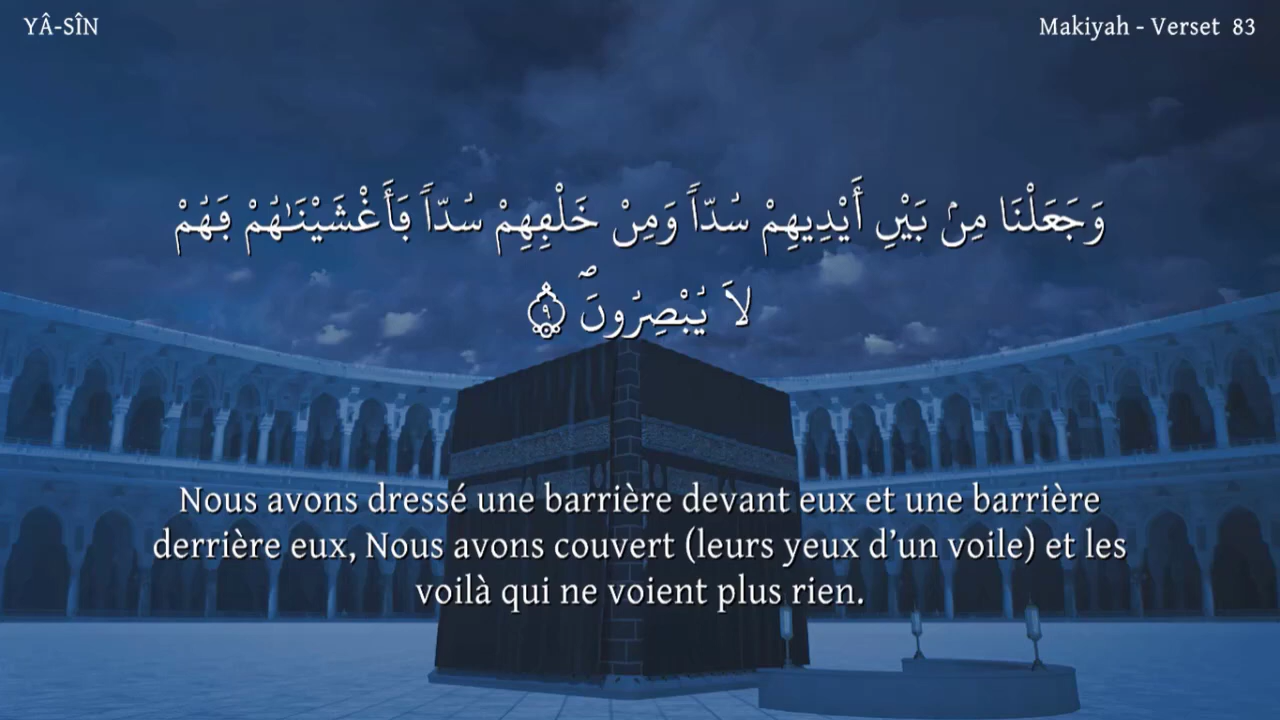 YÂ-SÎN
Makiyah - Verset 83
وَجَعَلْنَا مِنۢ بَيْنِ أَيْدِيهِمْ سُدّاٗ وَمِنْ خَلْفِهِمْ سُدّاٗ فَأَغْشَيْنَٰهُمْ فَهُمْ
لاَ يُبْصِرُونَۖ ٩
Nous avons dressé une barrière devant eux et une barrière
derrière eux, Nous avons couvert (leurs yeux d’un voile) et les
voilà qui ne voient plus rien.